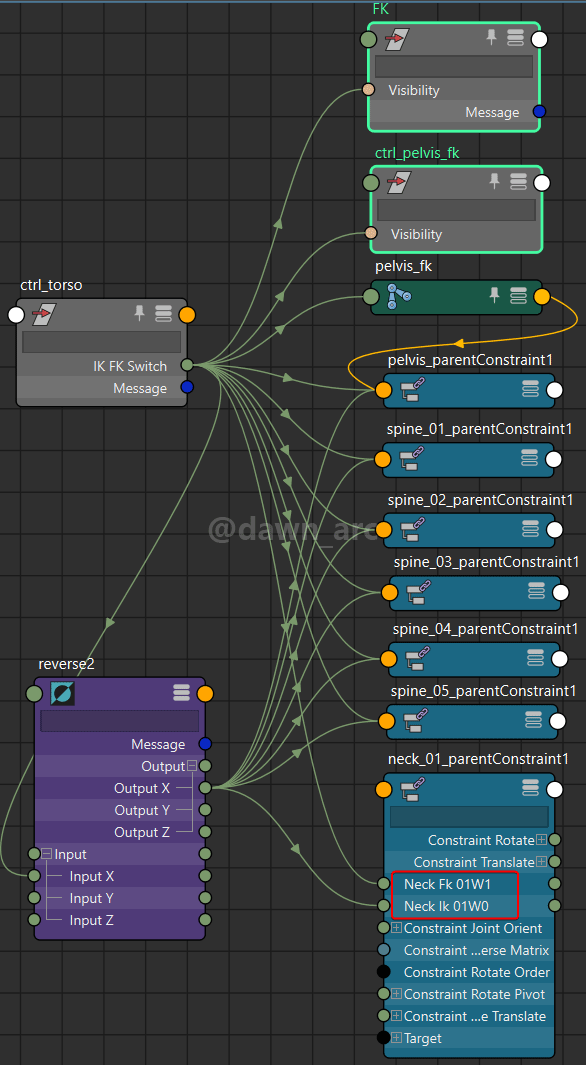 FK
Visibility
Message
ctrl_pelvis_fk
Visibility
pelvis_fk
ctrl_torso
IK FK Switch
Message
pelvis_parentConstraint1
spine_01_parentConstraint1
spine_02_parentConstraint1
@dawn_arc
spine_03_parentConstraint1
spine_04_parentConstraint1
reverse2
spine_05_parentConstraint1
Message
Output
Output X
Output Y
Output Z
Input
Input X
Input Y
Input Z
neck_01_parentConstraint1
Constraint Rotate
Constraint Translate
Neck Fk 01W1
Neck Ik 01W0
Constraint Joint Orient
Constraint ...erse Matrix
Constraint Rotate Order
Constraint Rotate Pivot
Constraint ...e Translate
Target